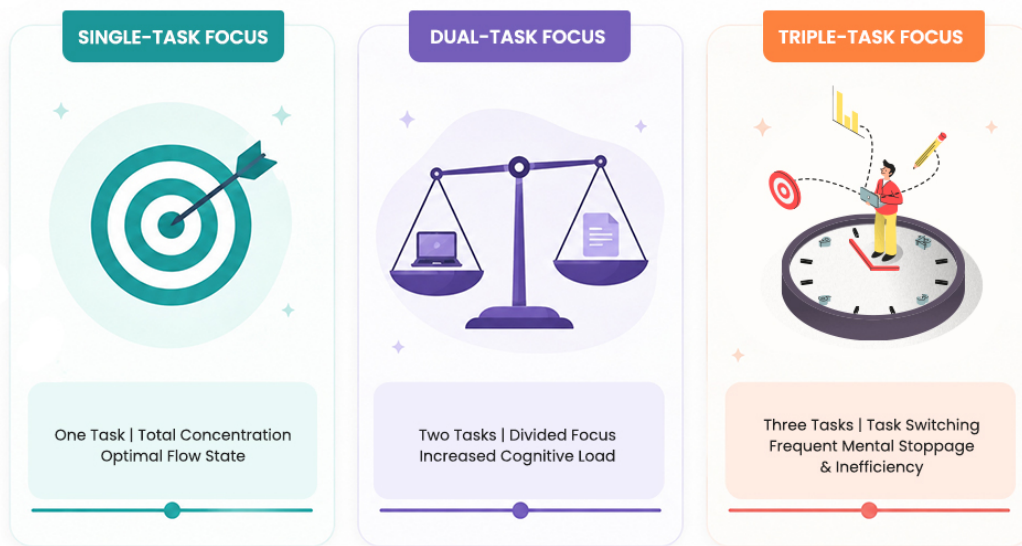 SINGLE-TASK FOCUS
One Task | Total Concentration
Optimal Flow State
DUAL-TASK FOCUS
Two Tasks | Divided Focus
Increased Cognitive Load
TRIPLE-TASK FOCUS
Three Tasks | Task Switching
Frequent Mental Stoppage
& Inefficiency